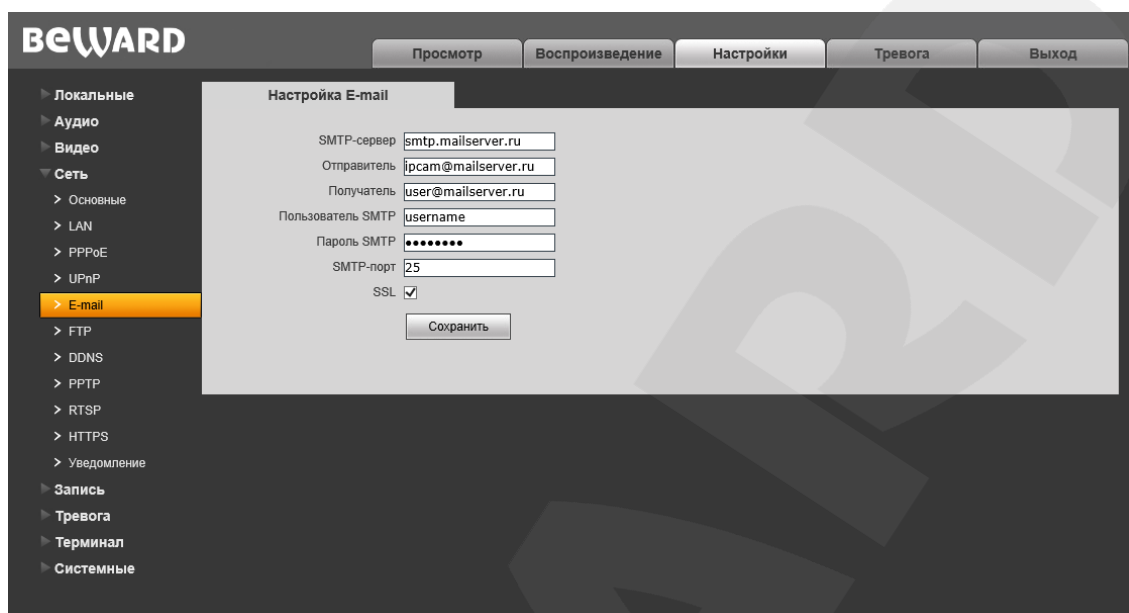 BEWARD
Просмотр
Воспроизведение
Настройки
Тревога
Выход
Локальные
Аудио
Видео
Сеть
Основные
LAN
PPPoE
UPnP
E-mail
FTP
DDNS
PPTP
RTSP
HTTPS
Уведомление
Запись
Тревога
Терминал
Системные
Настройка E-mail
SMTP-сервер smtp.mailserver.ru
Отправитель ipcam@mailserver.ru
Получатель user@mailserver.ru
Пользователь SMTP username
Пароль SMTP ••••••••
SMTP-порт 25
SSL
Сохранить